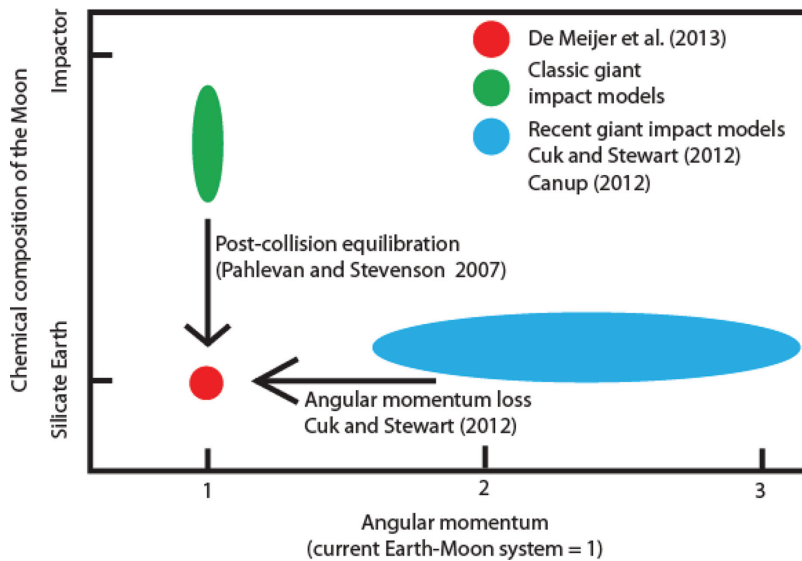 Chemical composition of the Moon
Impactor
Silicate Earth
De Meijer et al. (2013)
Classic giant
impact models
Recent giant impact models
Cuk and Stewart (2012)
Canup (2012)
Post-collision equilibration
(Pahlevan and Stevenson 2007)
Angular momentum loss
Cuk and Stewart (2012)
1
2
3
Angular momentum
(current Earth-Moon system = 1)